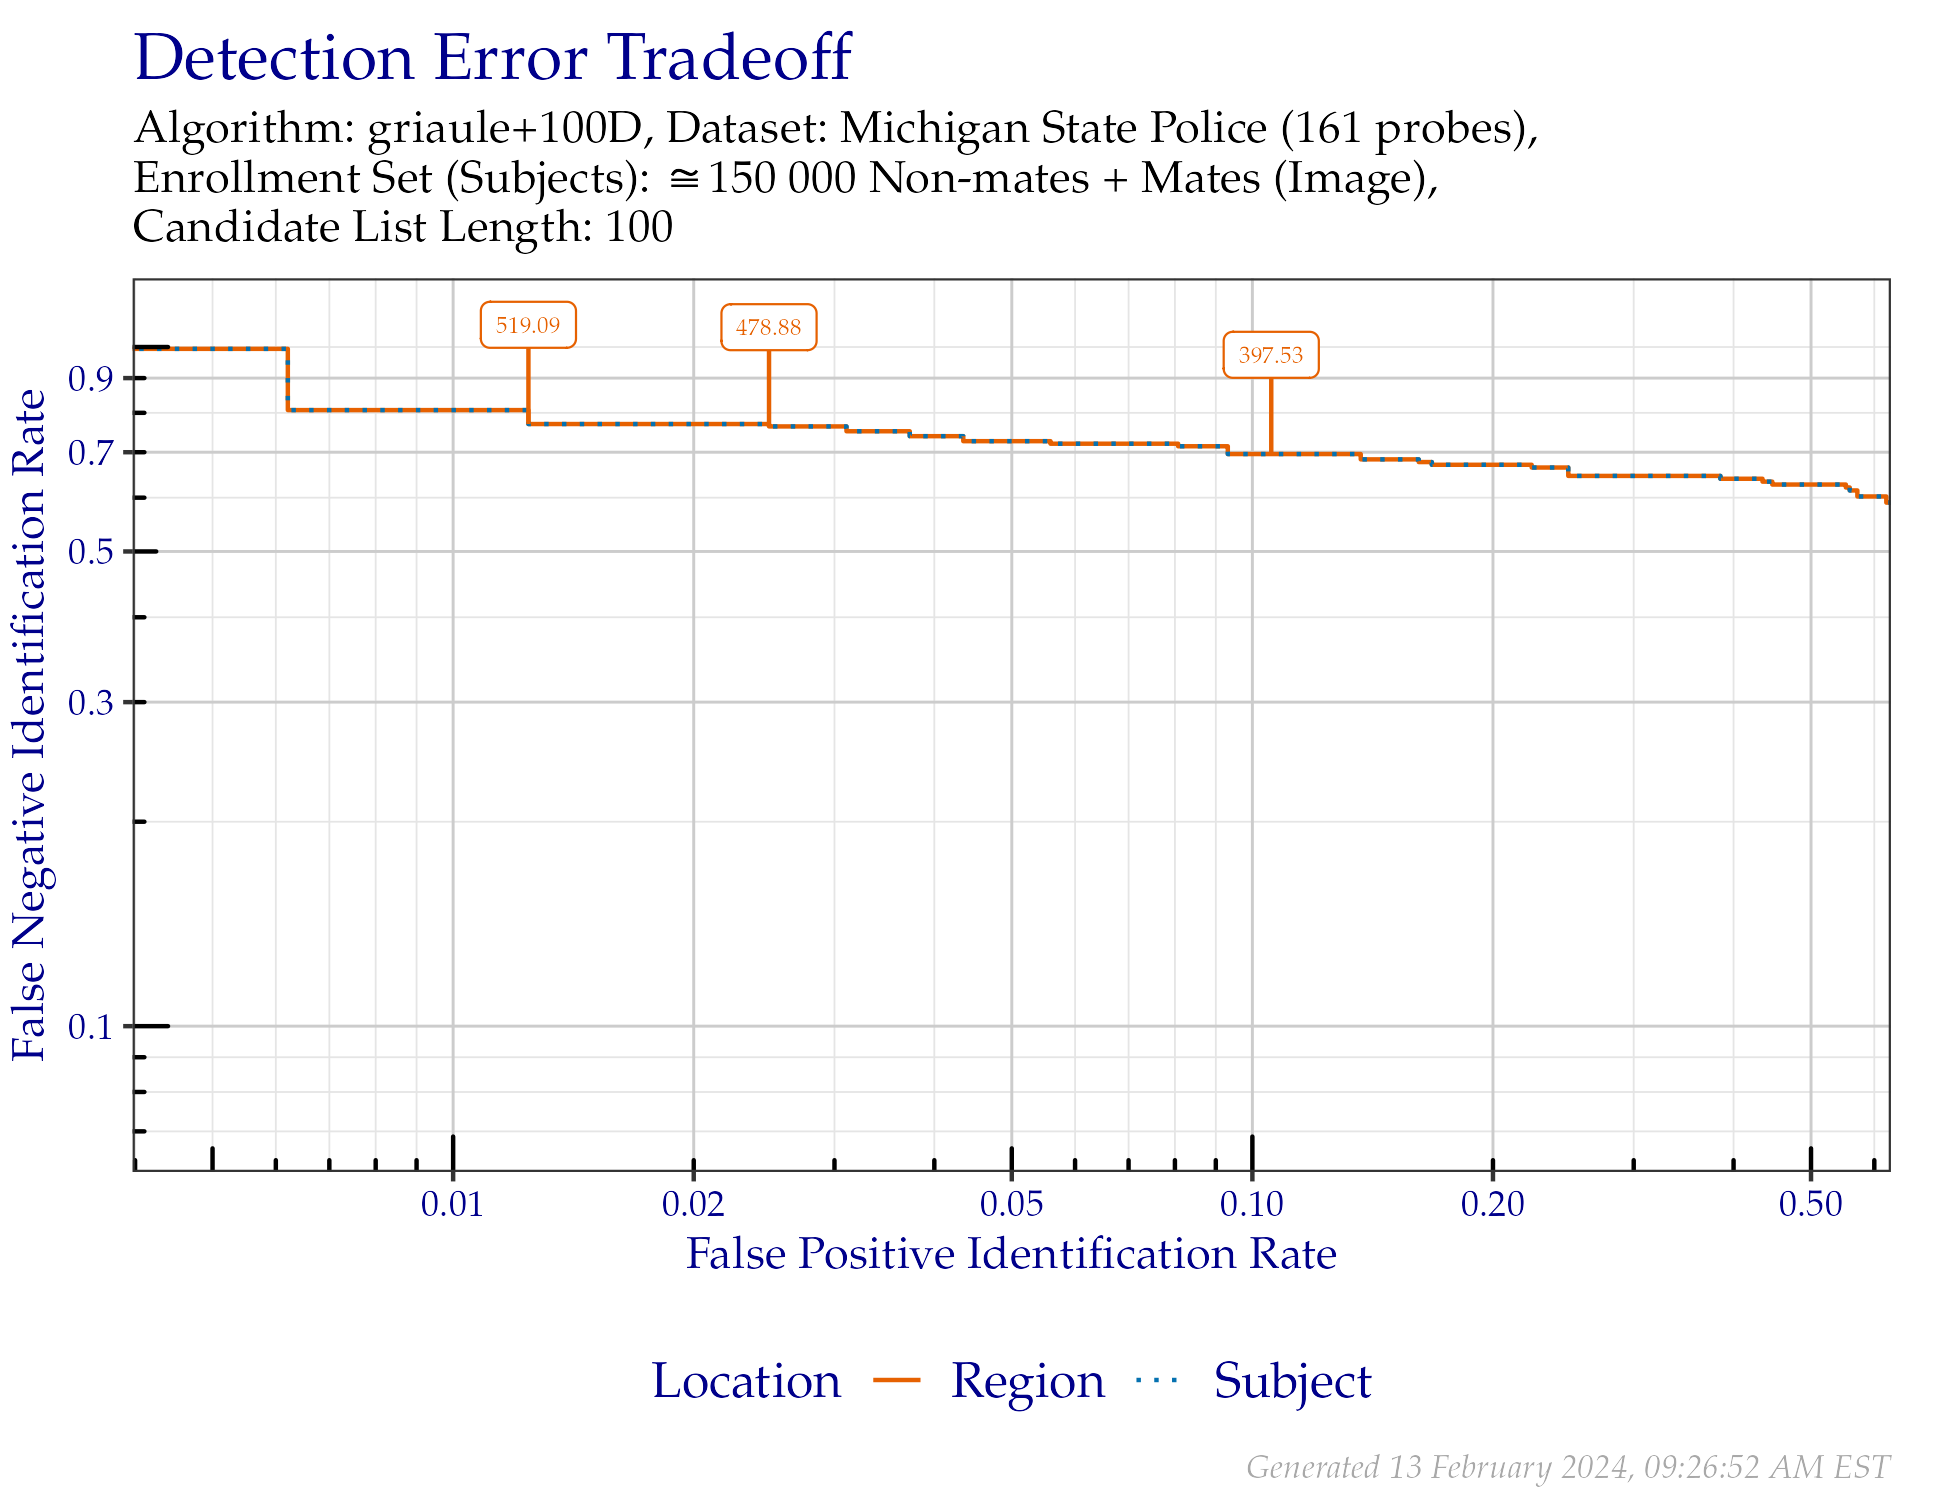 Detection Error Tradeoff
Algorithm: griaule+100D, Dataset: Michigan State Police (161 probes),
Enrollment Set (Subjects): ≅ 150 000 Non-mates + Mates (Image),
Candidate List Length: 100
519.09
478.88
397.53
0.9
0.7
0.5
0.3
0.1
False Negative Identification Rate
0.01
0.02
0.05
0.10
0.20
0.50
False Positive Identification Rate
Location Region Subject
Generated 13 February 2024, 09:26:52 AM EST